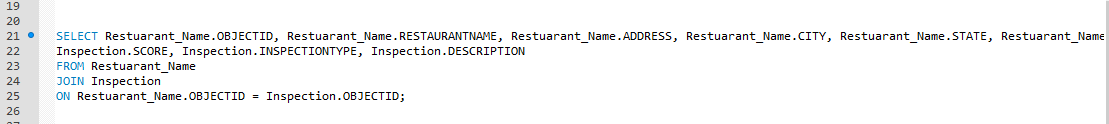 19
20
21 SELECT Restuarant_Name.OBJECTID, Restuarant_Name.RESTAURANTNAME, Restuarant_Name.ADDRESS, Restuarant_Name.CITY, Restuarant_Name.STATE, Restuarant_Name
22 Inspection.SCORE, Inspection.INSPECTIONTYPE, Inspection.DESCRIPTION
23 FROM Restuarant_Name
24 JOIN Inspection
25 ON Restuarant_Name.OBJECTID = Inspection.OBJECTID;
26